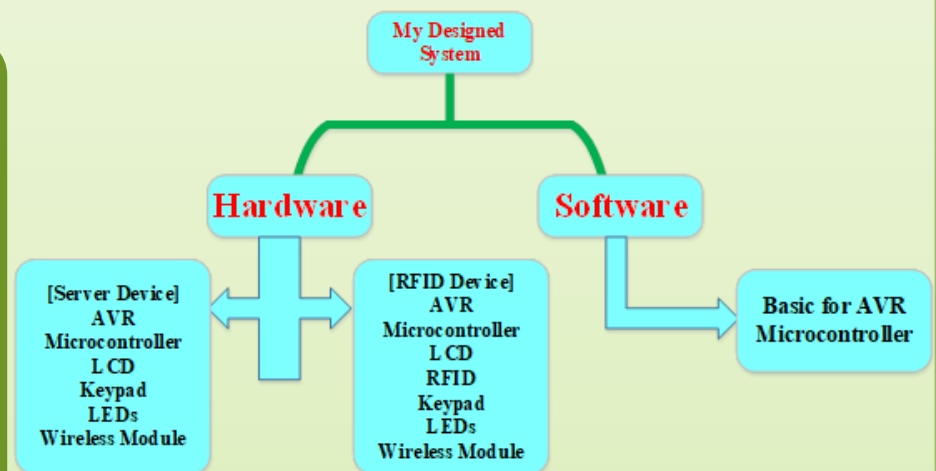 My Designed
System
Hardware
Software
[Server Device]
AVR
Microcontroller
LCD
Keypad
LEDs
Wireless Module
[RFID Device]
AVR
Microcontroller
LCD
RFID
Keypad
LEDs
Wireless Module
Basic for AVR
Microcontroller